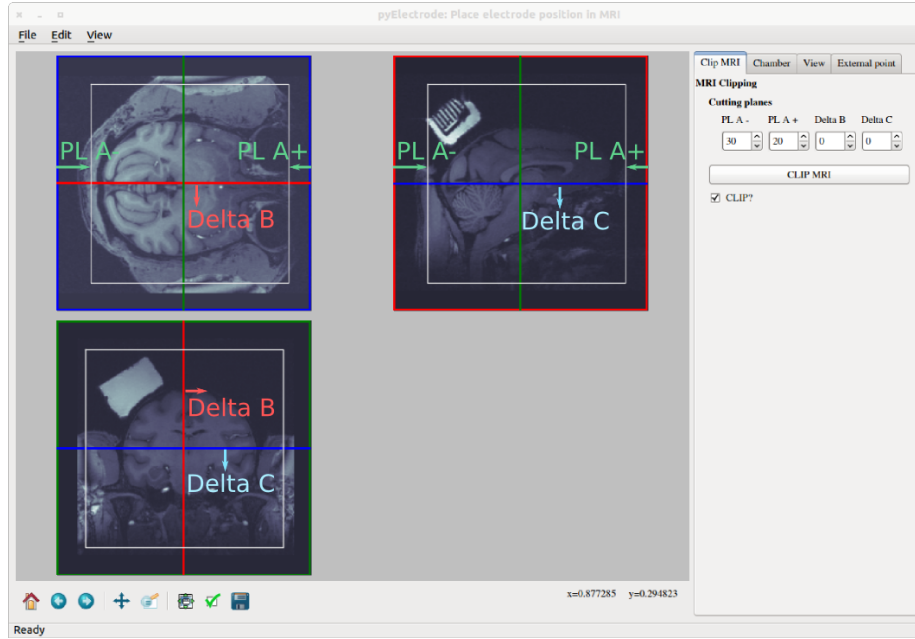 pyElectrode: Place electrode position in MRI
File Edit View
PL A- PL A+
Delta B
PL A- PL A+
Delta C
Delta B
Delta C
Clip MRI Chamber View External point
MRI Clipping
Cutting planes
PL A - PL A + Delta B Delta C
30 20 0 0
CLIP MRI
CLIP?
x=0.877285 y=0.294823
Ready